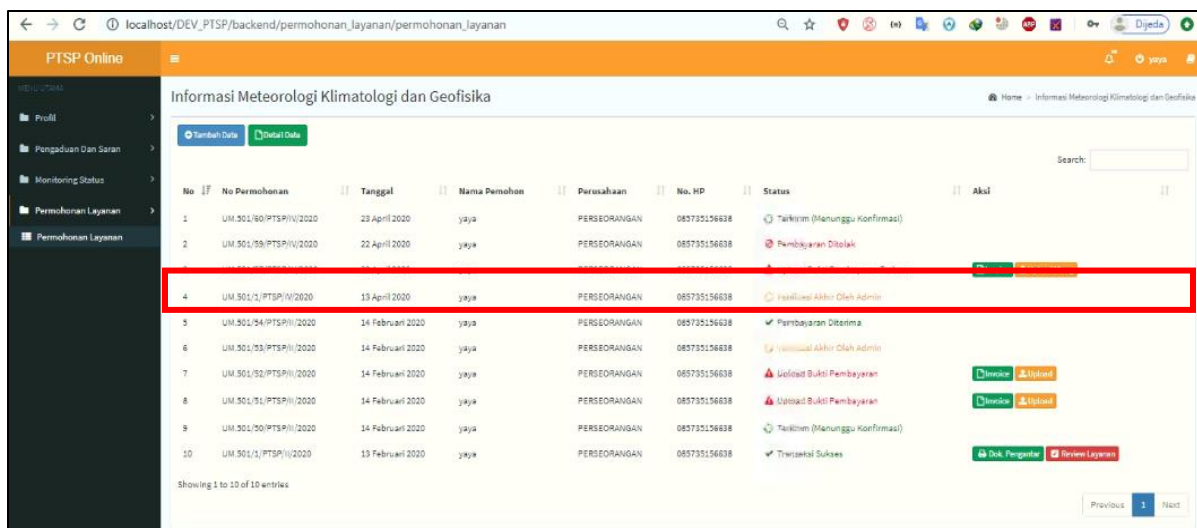 localhost/DEV_PTSP/backend/permohonan_layanan/permohonan_layanan Dijeda
PTSP Online yaya
MENU UTAMA
Informasi Meteorologi Klimatologi dan Geofisika Home > Informasi Meteorologi Klimatologi dan Geofisika
Profil
Tambah Data Detail Data
Pengaduan Dan Saran
Search:
Monitoring Status
No No Permohonan Tanggal Nama Pemohon Perusahaan No. HP Status Aksi
Permohonan Layanan
1 UM.501/60/PTSP/IV/2020 23 April 2020 yaya PERSEORANGAN 085735156638 Terkirim (Menunggu Konfirmasi)
Permohonan Layanan
2 UM.501/59/PTSP/IV/2020 22 April 2020 yaya PERSEORANGAN 085735156638 Pembayaran Ditolak
4 UM.501/1/PTSP/IV/2020 13 April 2020 yaya PERSEORANGAN 085735156638 Akhir Oleh Admin
5 UM.501/54/PTSP/II/2020 14 Februari 2020 yaya PERSEORANGAN 085735156638 Pembayaran Diterima
6 UM.501/53/PTSP/II/2020 14 Februari 2020 yaya PERSEORANGAN 085735156638 Akhir Oleh Admin
7 UM.501/52/PTSP/II/2020 14 Februari 2020 yaya PERSEORANGAN 085735156638 Upload Bukti Pembayaran Invoice Upload
8 UM.501/51/PTSP/II/2020 14 Februari 2020 yaya PERSEORANGAN 085735156638 Upload Bukti Pembayaran Invoice Upload
9 UM.501/50/PTSP/II/2020 14 Februari 2020 yaya PERSEORANGAN 085735156638 Terkirim (Menunggu Konfirmasi)
10 UM.501/1/PTSP/II/2020 13 Februari 2020 yaya PERSEORANGAN 085735156638 Transaksi Sukses Dok. Pengantar Review Layanan
Showing 1 to 10 of 10 entries
Previous 1 Next